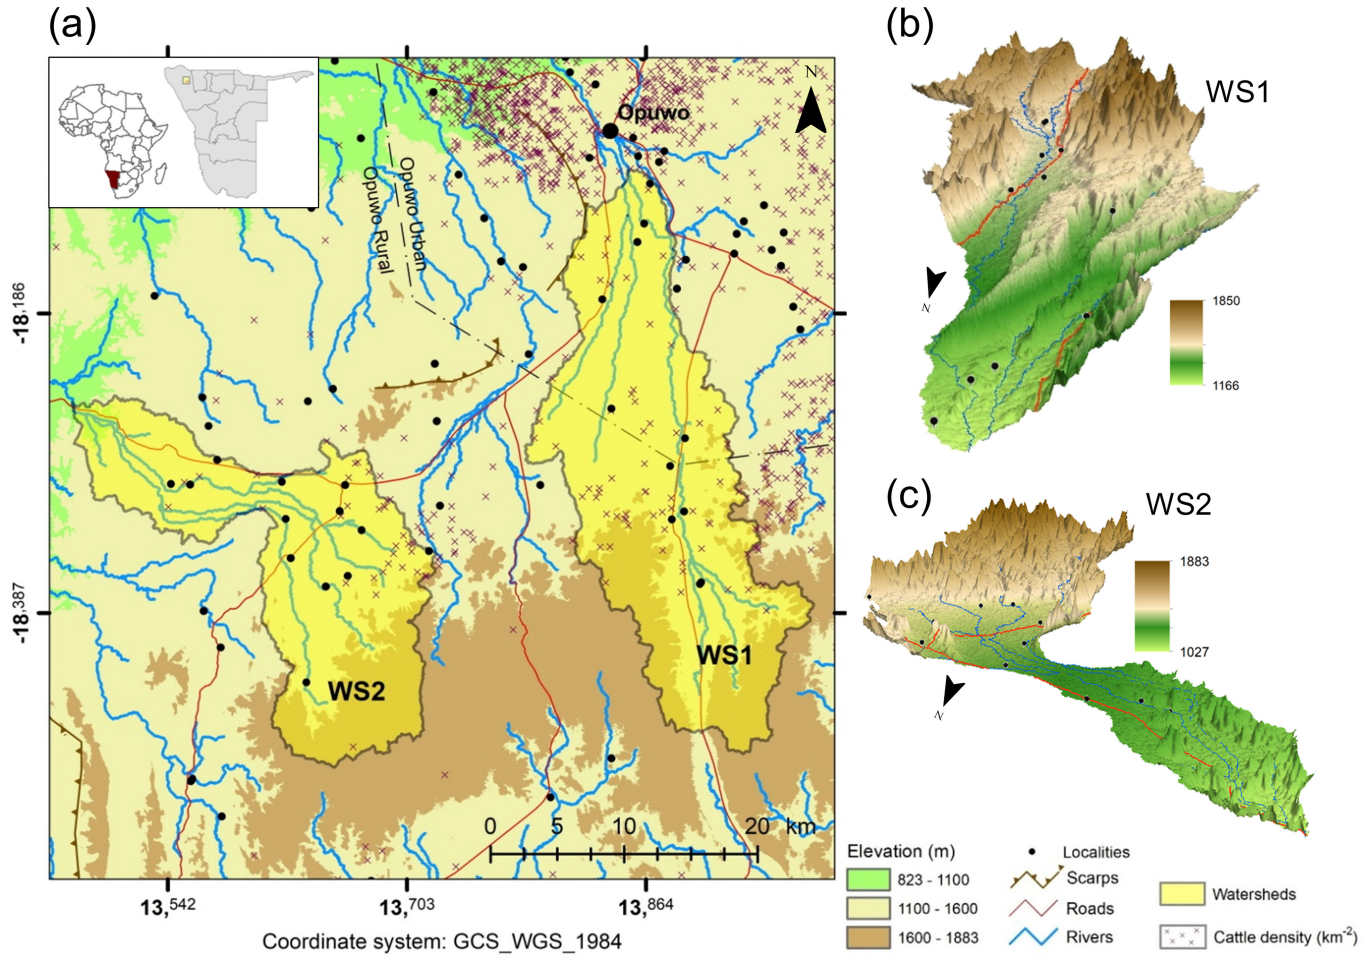 (a)
N
Opuwo
Opuwo Urban
Opuwo Rural
-18.186
-18.387
WS1
WS2
0 5 10 20 km
13,542 13,703 13,864
Coordinate system: GCS_WGS_1984
(b)
WS1
N
1850
1166
(c)
WS2
N
1883
1027
Elevation (m)
823 - 1100
1100 - 1600
1600 - 1883
Localities
Scarps
Roads
Rivers
Watersheds
Cattle density (km-2)